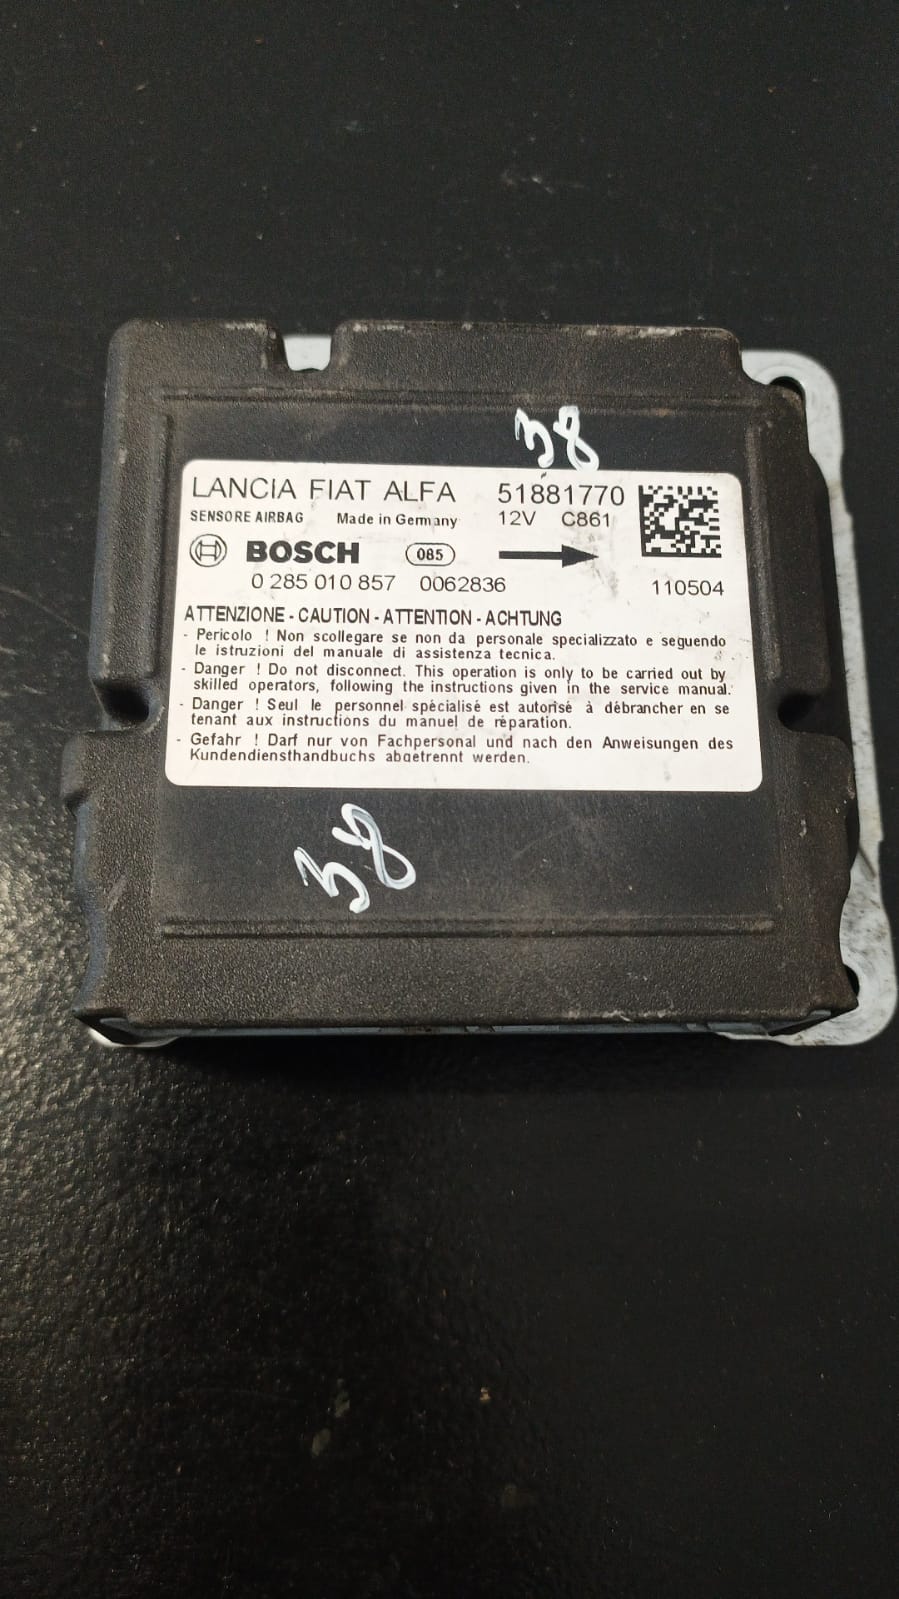 38
LANCIA FIAT ALFA 51881770
SENSORE AIRBAG Made in Germany 12V C861
BOSCH 085
0 285 010 857 0062836 110504
ATTENZIONE - CAUTION - ATTENTION - ACHTUNG
- Pericolo ! Non scollegare se non da personale specializzato e seguendo
le istruzioni del manuale di assistenza tecnica.
- Danger ! Do not disconnect. This operation is only to be carried out by
skilled operators, following the instructions given in the service manual.
- Danger ! Seul le personnel spécialisé est autorisé à débrancher en se
tenant aux instructions du manuel de réparation.
- Gefahr ! Darf nur von Fachpersonal und nach den Anweisungen des
Kundendiensthandbuchs abgetrennt werden.
38